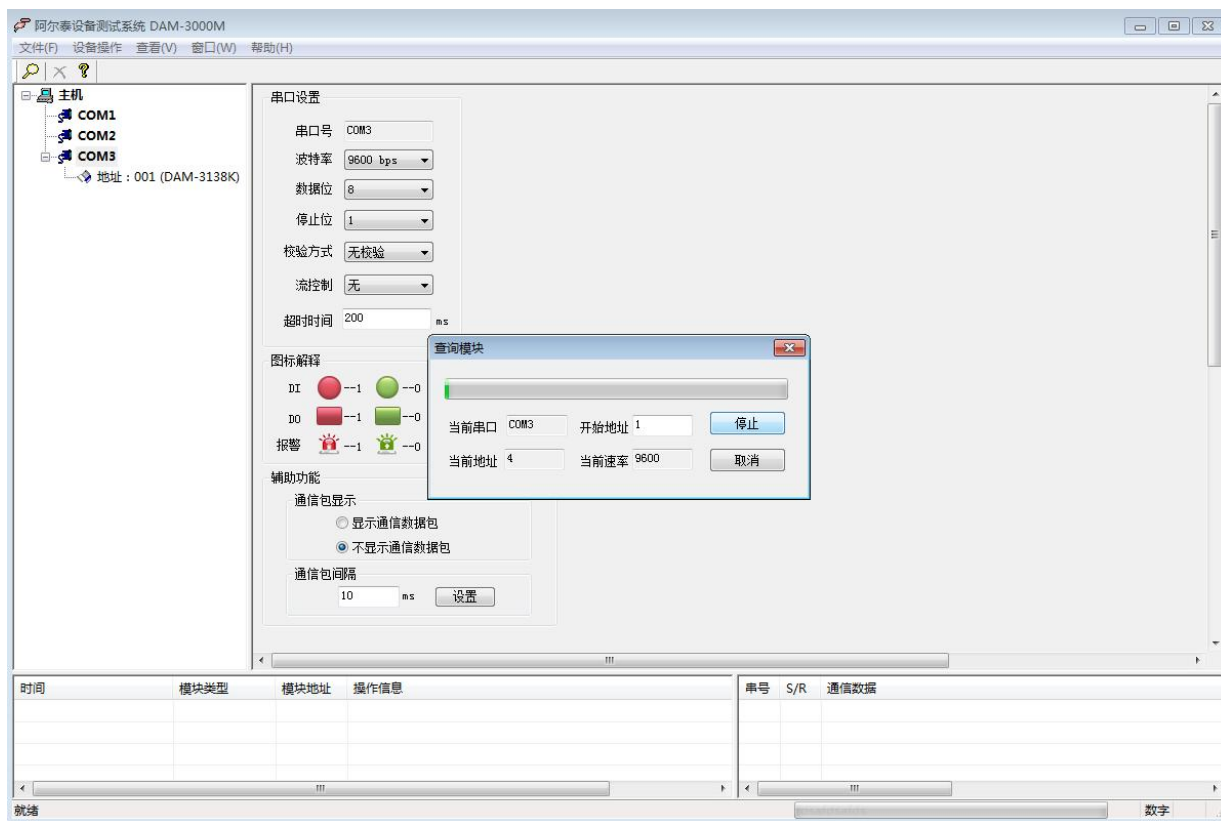 阿尔泰设备测试系统 DAM-3000M
文件(F) 设备操作 查看(V) 窗口(W) 帮助(H)
主机
COM1
COM2
COM3
地址：001 (DAM-3138K)
串口设置
串口号 COM3
波特率 9600 bps
数据位 8
停止位 1
校验方式 无校验
流控制 无
超时时间 200 ms
图标解释
DI --1 --0
DO --1 --0
报警 --1 --0
辅助功能
通信包显示
显示通信数据包
不显示通信数据包
通信包间隔
10 ms 设置
查询模块
当前串口 COM3 开始地址 1 停止
当前地址 4 当前速率 9600 取消
时间 模块类型 模块地址 操作信息
串号 S/R 通信数据
就绪 数字